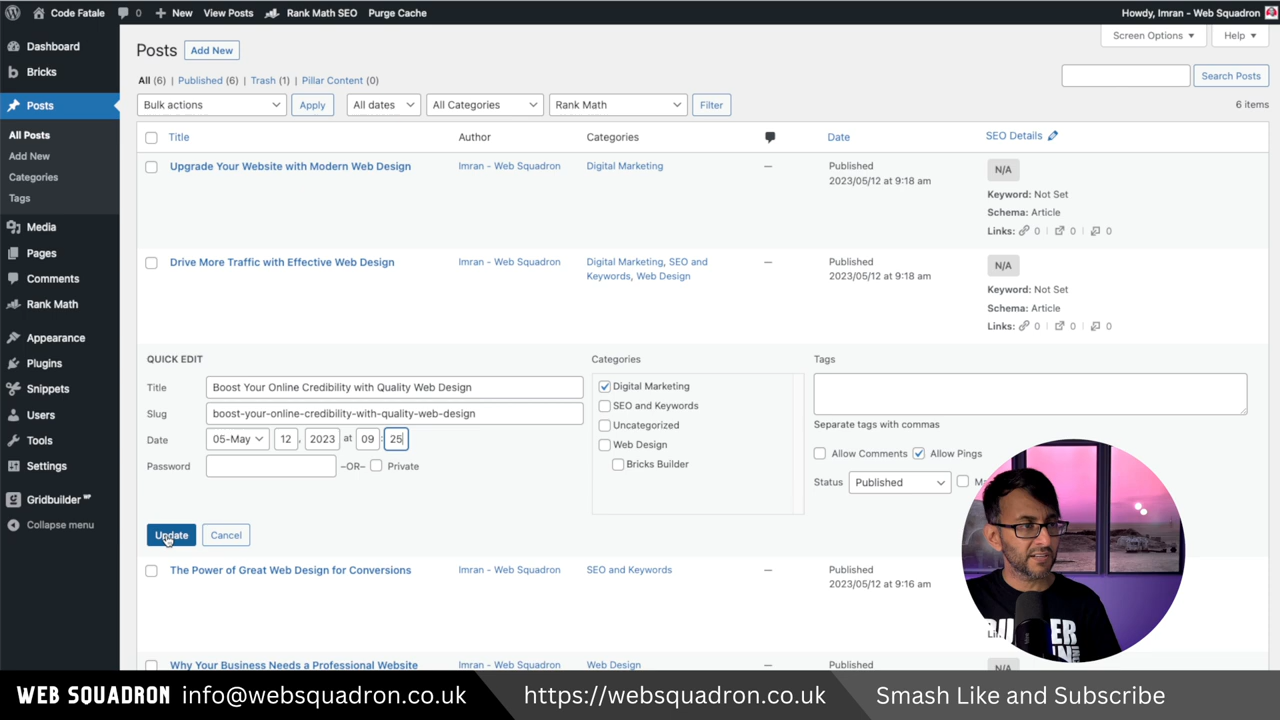 Code Fatale 0 New View Posts Rank Math SEO Purge Cache Howdy, Imran - Web Squadron
Screen Options Help
Posts Add New
All (6) | Published (6) | Trash (1) | Pillar Content (0)
Search Posts
Bulk actions Apply All dates All Categories Rank Math Filter 6 items
Title Author Categories Date SEO Details
Upgrade Your Website with Modern Web Design Imran - Web Squadron Digital Marketing — Published
2023/05/12 at 9:18 am
N/A
Keyword: Not Set
Schema: Article
Links: 0 | 0 | 0
Drive More Traffic with Effective Web Design Imran - Web Squadron Digital Marketing, SEO and
Keywords, Web Design — Published
2023/05/12 at 9:18 am
N/A
Keyword: Not Set
Schema: Article
Links: 0 | 0 | 0
QUICK EDIT
Title Boost Your Online Credibility with Quality Web Design
Slug boost-your-online-credibility-with-quality-web-design
Date 05-May 12 , 2023 at 09 : 25
Password –OR– Private
Categories
Digital Marketing
SEO and Keywords
Uncategorized
Web Design
Bricks Builder
Tags
Separate tags with commas
Allow Comments Allow Pings
Status Published
Update Cancel
The Power of Great Web Design for Conversions Imran - Web Squadron SEO and Keywords — Published
2023/05/12 at 9:16 am
Why Your Business Needs a Professional Website Imran - Web Squadron Web Design — Published
N/A
Dashboard
Bricks
Posts
All Posts
Add New
Categories
Tags
Media
Pages
Comments
Rank Math
Appearance
Plugins
Snippets
Users
Tools
Settings
Gridbuilder WP
Collapse menu
WEB SQUADRON info@websquadron.co.uk https://websquadron.co.uk Smash Like and Subscribe